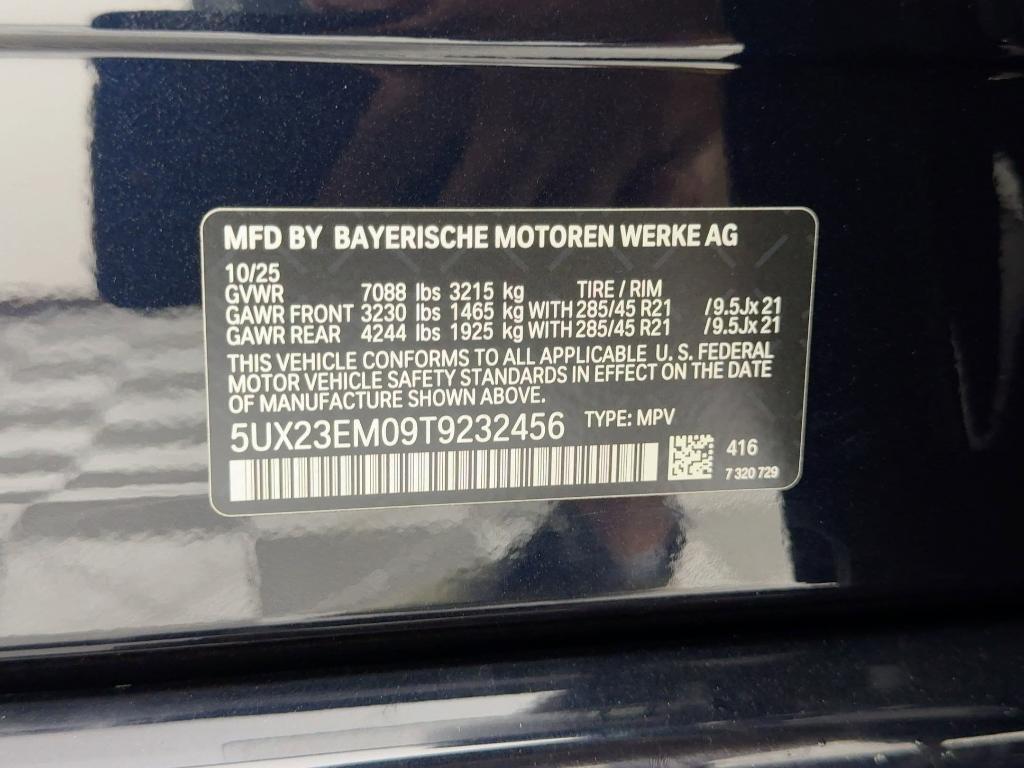 MFD BY BAYERISCHE MOTOREN WERKE AG
10/25
GVWR 7088 lbs 3215 kg TIRE / RIM
GAWR FRONT 3230 lbs 1465 kg WITH 285/45 R21 /9.5Jx21
GAWR REAR 4244 lbs 1925 kg WITH 285/45 R21 /9.5Jx21
THIS VEHICLE CONFORMS TO ALL APPLICABLE U. S. FEDERAL
MOTOR VEHICLE SAFETY STANDARDS IN EFFECT ON THE DATE
OF MANUFACTURE SHOWN ABOVE.
5UX23EM09T9232456 TYPE: MPV
416
7 320 729